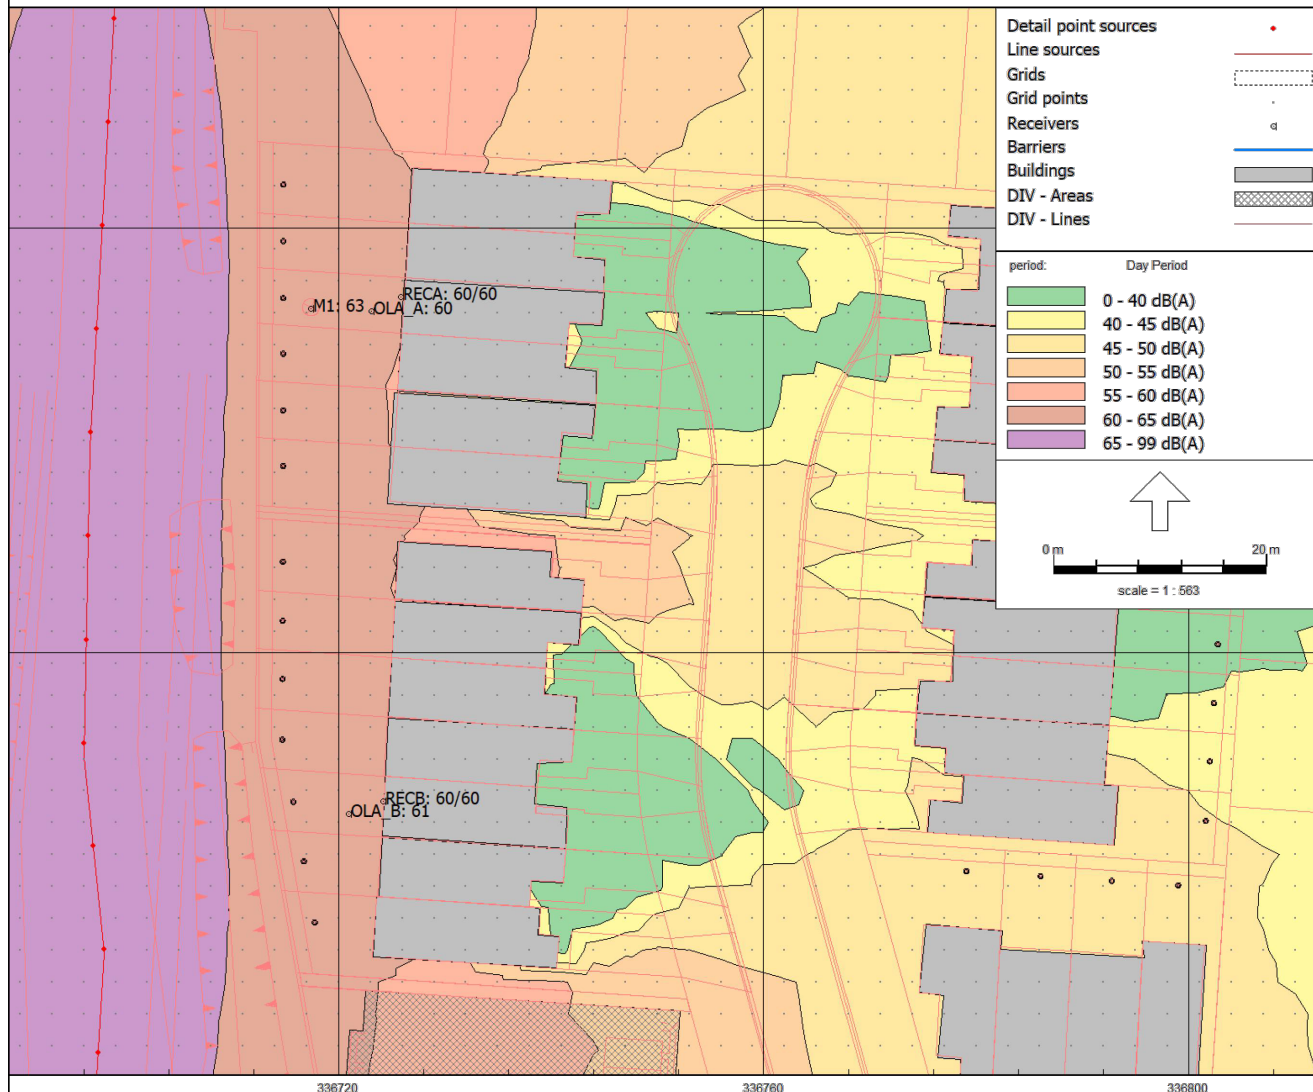 Detail point sources
Line sources
Grids
Grid points
Receivers
Barriers
Buildings
DIV - Areas
DIV - Lines
period: Day Period
0 - 40 dB(A)
40 - 45 dB(A)
45 - 50 dB(A)
50 - 55 dB(A)
55 - 60 dB(A)
60 - 65 dB(A)
65 - 99 dB(A)
0 m 20 m
scale = 1 : 563
RECA: 60/60
M1: 63 OLA_A: 60
RECB: 60/60
OLA_B: 61
336720 336760 336800